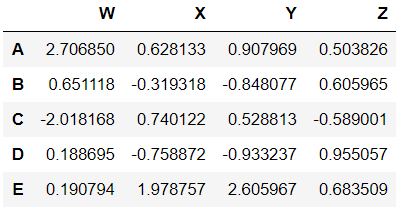 W X Y Z
A 2.706850 0.628133 0.907969 0.503826
B 0.651118 -0.319318 -0.848077 0.605965
C -2.018168 0.740122 0.528813 -0.589001
D 0.188695 -0.758872 -0.933237 0.955057
E 0.190794 1.978757 2.605967 0.683509